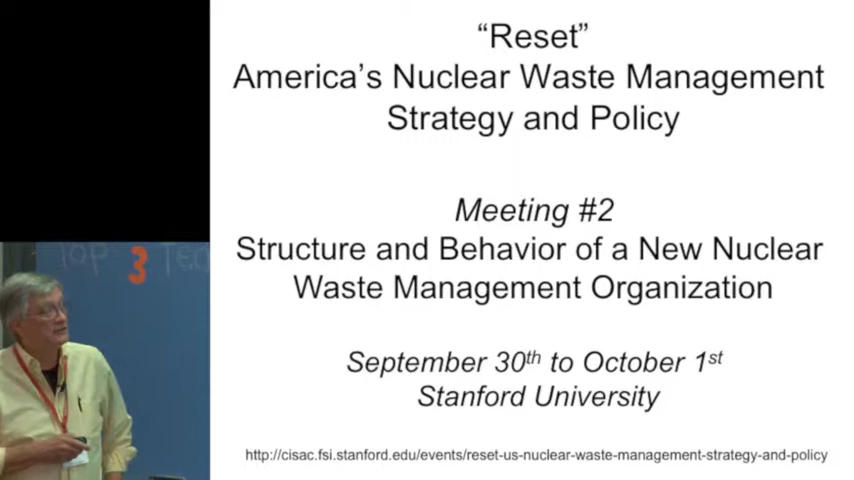 “Reset”
America’s Nuclear Waste Management
Strategy and Policy
Meeting #2
Structure and Behavior of a New Nuclear
Waste Management Organization
September 30th to October 1st
Stanford University
http://cisac.fsi.stanford.edu/events/reset-us-nuclear-waste-management-strategy-and-policy
TOP 3